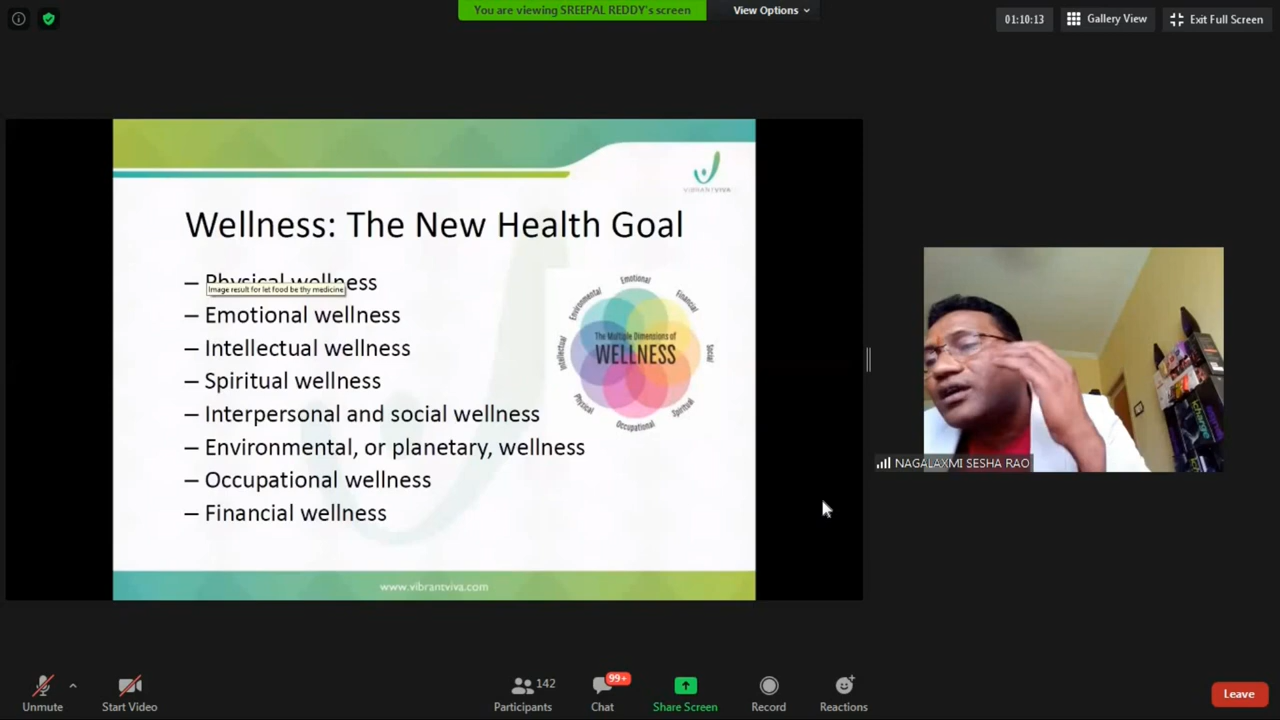 You are viewing SREEPAL REDDY's screen
View Options
01:10:13
Gallery View
Exit Full Screen
VIBRANTVIVA
Wellness: The New Health Goal
– Physical wellness
Image result for let food be thy medicine
– Emotional wellness
– Intellectual wellness
– Spiritual wellness
– Interpersonal and social wellness
– Environmental, or planetary, wellness
– Occupational wellness
– Financial wellness
The Multiple Dimensions of
WELLNESS
Emotional
Financial
Social
Spiritual
Occupational
Physical
Intellectual
Environmental
www.vibrantviva.com
NAGALAXMI SESHA RAO
Unmute
Start Video
Participants
142
Chat
99+
Share Screen
Record
Reactions
Leave